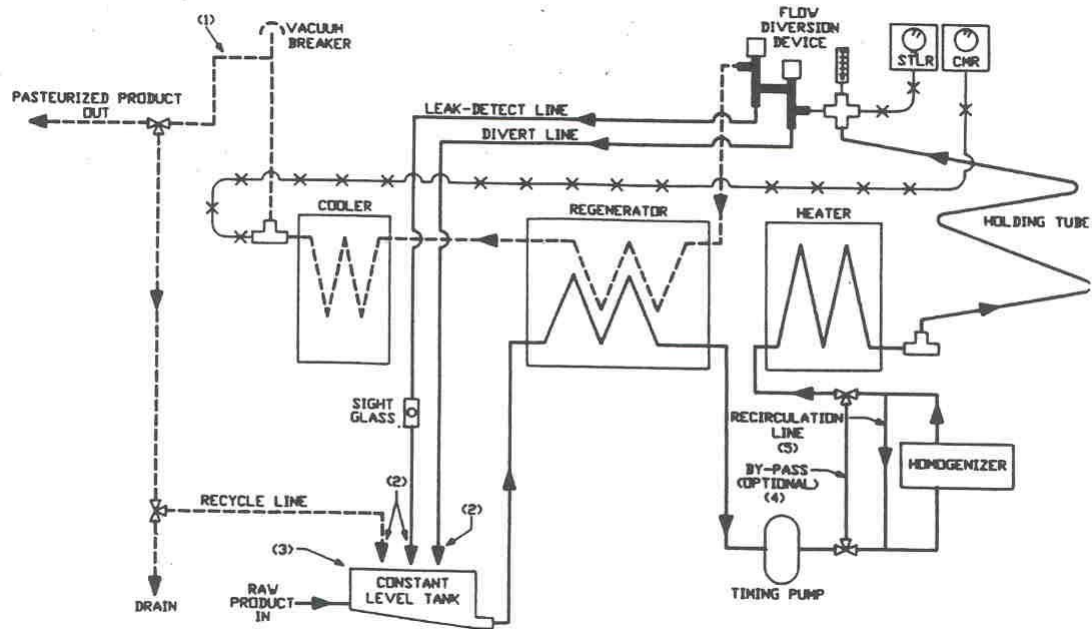 (1)
VACUUM
BREAKER
FLOW
DIVERSION
DEVICE
STLR
CMR
PASTEURIZED PRODUCT
OUT
LEAK-DETECT LINE
DIVERT LINE
COOLER
REGENERATOR
HEATER
HOLDING TUBE
SIGHT
GLASS
RECIRCULATION
LINE
(5)
HOMOGENIZER
BY-PASS
(OPTIONAL)
(4)
RECYCLE LINE
(2)
(2)
(3)
CONSTANT
LEVEL TANK
TIMING PUMP
DRAIN
RAW
PRODUCT
IN